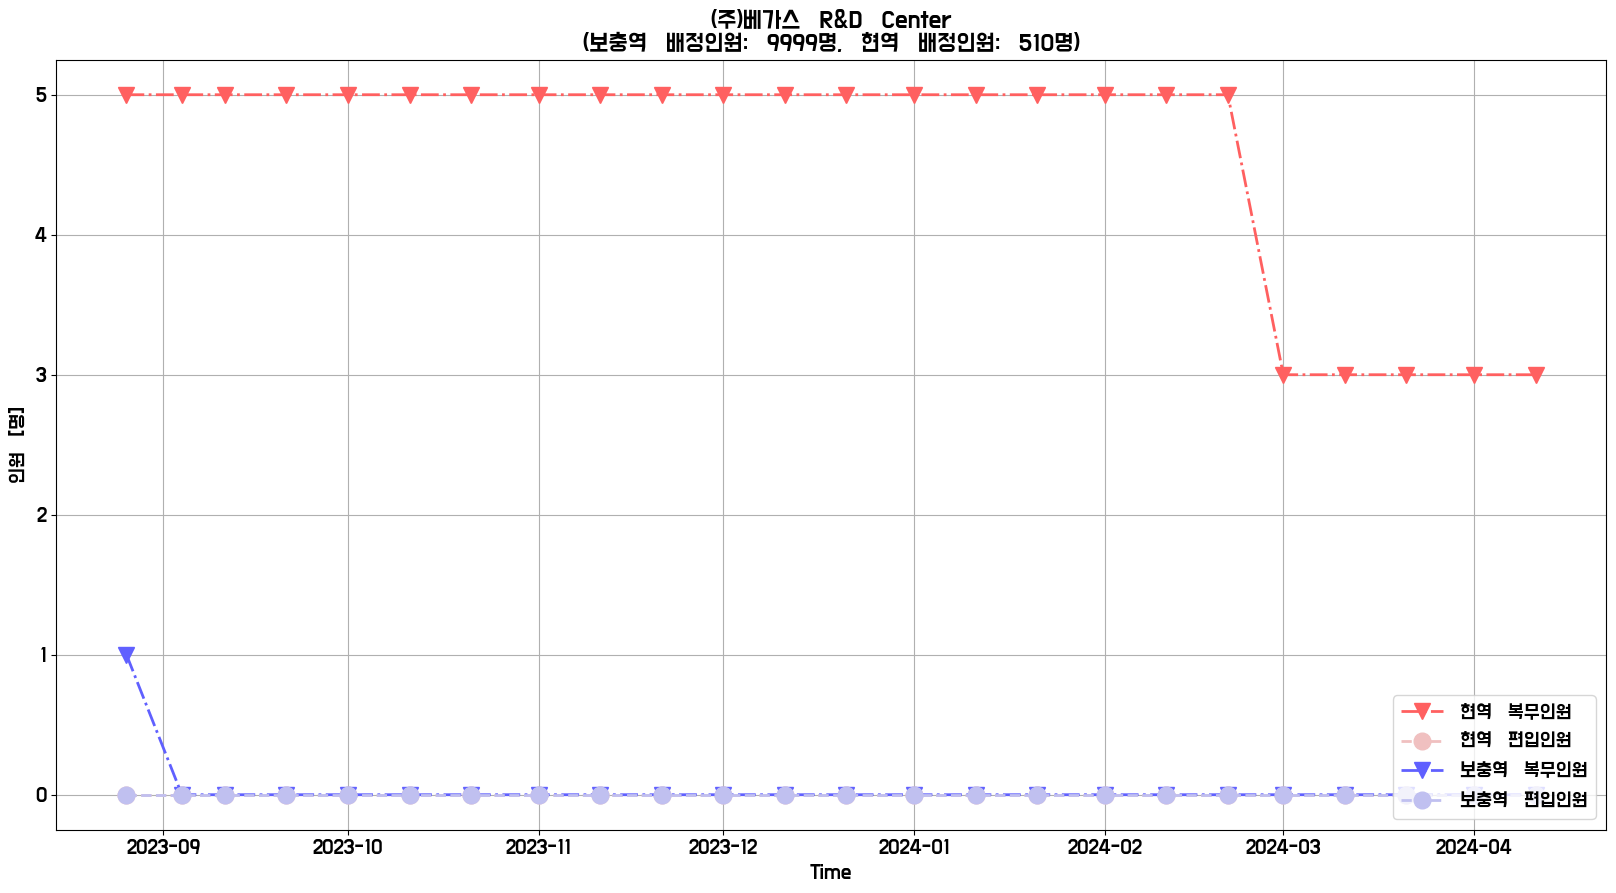 (주)베가스 R&D Center
(보충역 배정인원: 9999명, 현역 배정인원: 510명)
5
4
3
2
1
0
인원 [명]
2023-09
2023-10
2023-11
2023-12
2024-01
2024-02
2024-03
2024-04
Time
현역 복무인원
현역 편입인원
보충역 복무인원
보충역 편입인원